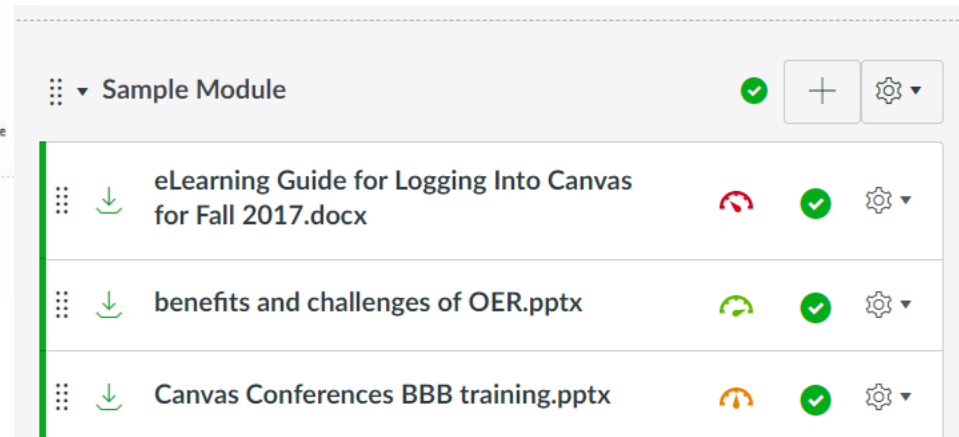 Sample Module
eLearning Guide for Logging Into Canvas
for Fall 2017.docx
benefits and challenges of OER.pptx
Canvas Conferences BBB training.pptx